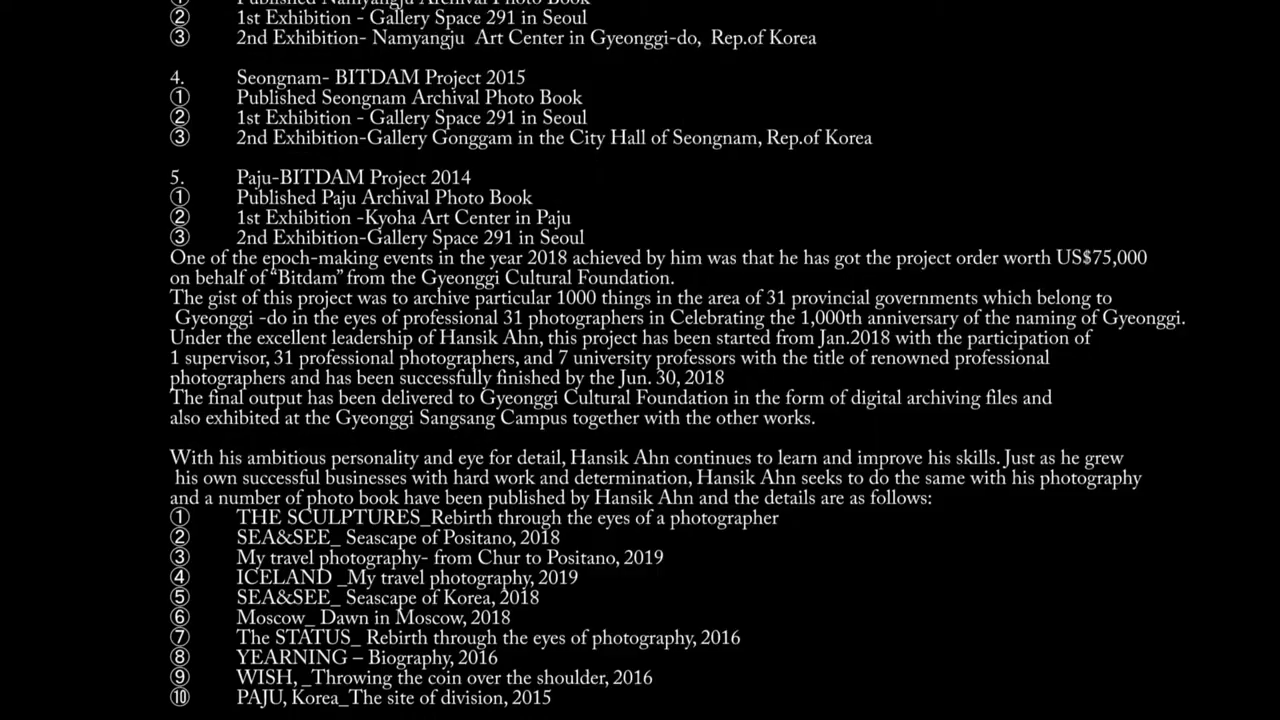 ① Published Namyangju Archival Photo Book
② 1st Exhibition - Gallery Space 291 in Seoul
③ 2nd Exhibition- Namyangju Art Center in Gyeonggi-do, Rep.of Korea
4. Seongnam- BITDAM Project 2015
① Published Seongnam Archival Photo Book
② 1st Exhibition - Gallery Space 291 in Seoul
③ 2nd Exhibition-Gallery Gonggam in the City Hall of Seongnam, Rep.of Korea
5. Paju-BITDAM Project 2014
① Published Paju Archival Photo Book
② 1st Exhibition -Kyoha Art Center in Paju
③ 2nd Exhibition-Gallery Space 291 in Seoul
One of the epoch-making events in the year 2018 achieved by him was that he has got the project order worth US$75,000
on behalf of “Bitdam” from the Gyeonggi Cultural Foundation.
The gist of this project was to archive particular 1000 things in the area of 31 provincial governments which belong to
Gyeonggi -do in the eyes of professional 31 photographers in Celebrating the 1,000th anniversary of the naming of Gyeonggi.
Under the excellent leadership of Hansik Ahn, this project has been started from Jan.2018 with the participation of
1 supervisor, 31 professional photographers, and 7 university professors with the title of renowned professional
photographers and has been successfully finished by the Jun. 30, 2018
The final output has been delivered to Gyeonggi Cultural Foundation in the form of digital archiving files and
also exhibited at the Gyeonggi Sangsang Campus together with the other works.
With his ambitious personality and eye for detail, Hansik Ahn continues to learn and improve his skills. Just as he grew
his own successful businesses with hard work and determination, Hansik Ahn seeks to do the same with his photography
and a number of photo book have been published by Hansik Ahn and the details are as follows:
① THE SCULPTURES_Rebirth through the eyes of a photographer
② SEA&SEE_ Seascape of Positano, 2018
③ My travel photography- from Chur to Positano, 2019
④ ICELAND _My travel photography, 2019
⑤ SEA&SEE_ Seascape of Korea, 2018
⑥ Moscow_ Dawn in Moscow, 2018
⑦ The STATUS_ Rebirth through the eyes of photography, 2016
⑧ YEARNING – Biography, 2016
⑨ WISH, _Throwing the coin over the shoulder, 2016
⑩ PAJU, Korea_The site of division, 2015